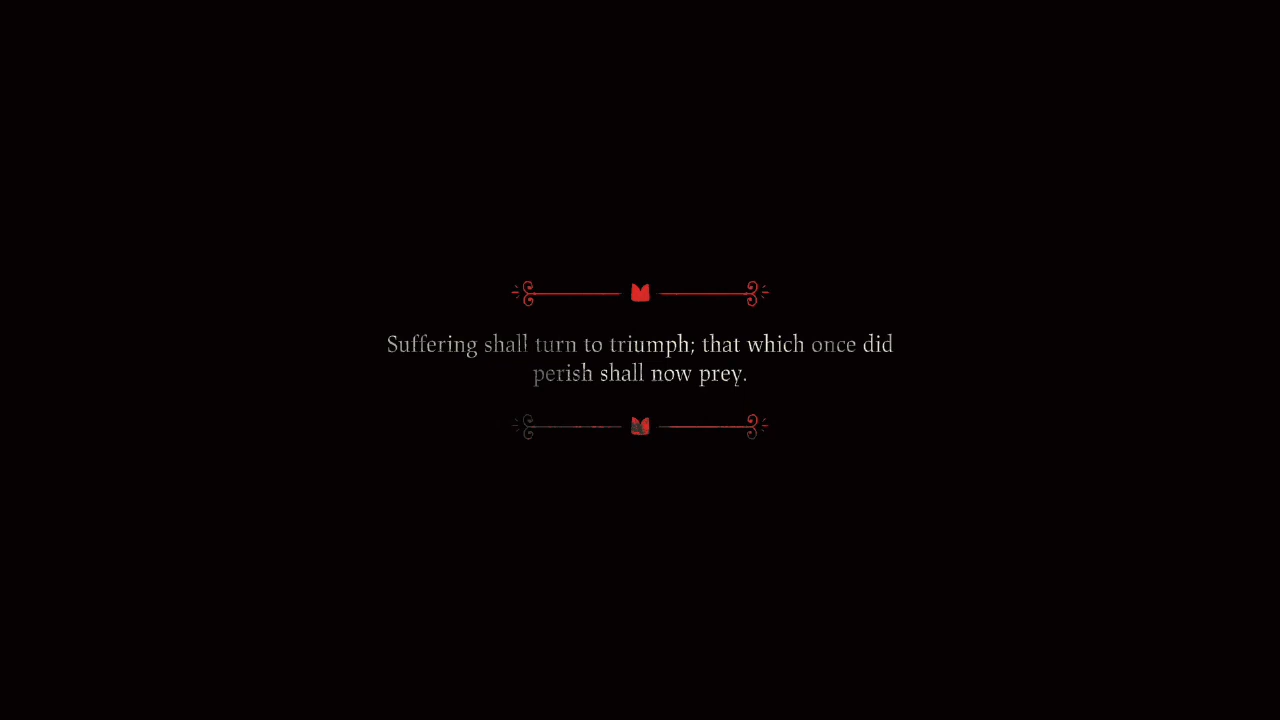 Suffering shall turn to triumph; that which once did
perish shall now prey.